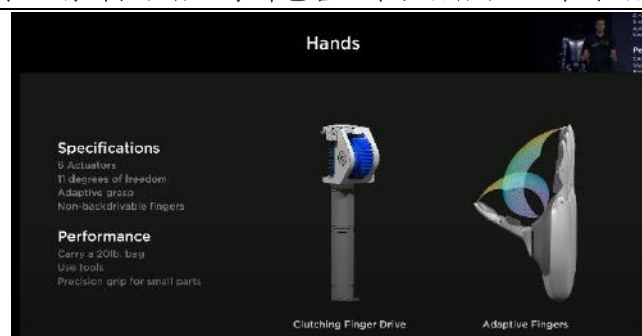 Hands
Specifications
6 Actuators
11 degrees of freedom
Adaptive grasp
Non-backdrivable fingers
Performance
Carry a 20lb. bag
Use tools
Precision grip for small parts
Clutching Finger Drive
Adaptive Fingers